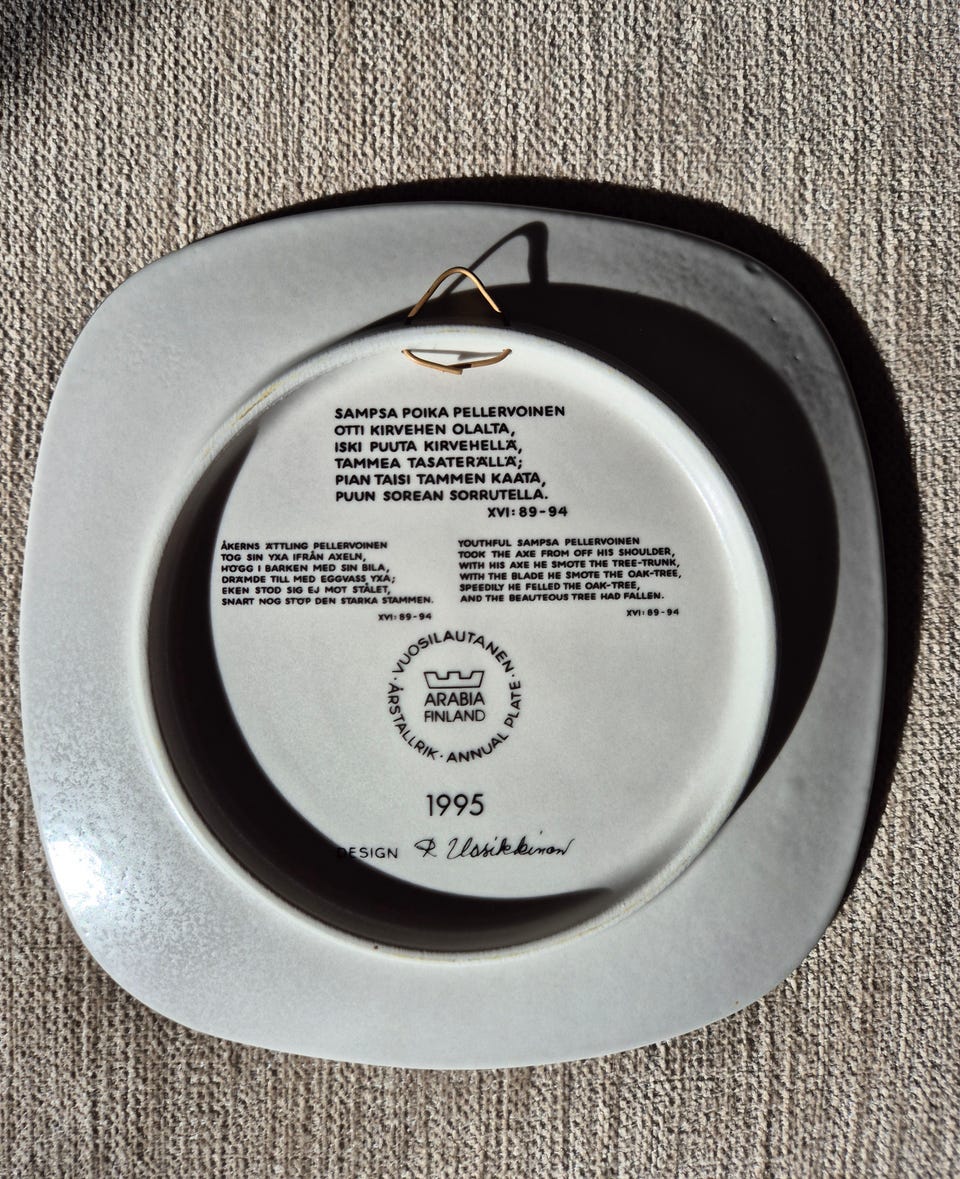 SAMPSA POIKA PELLERVOINEN
OTTI KIRVEHEN OLALTA,
ISKI PUUTA KIRVEHELLÄ,
TAMMEA TASATERÄLLÄ;
PIAN TAISI TAMMEN KAATA,
PUUN SOREAN SORRUTELLA.
XVI: 89-94
ÅKERNS ÄTTLING PELLERVOINEN
TOG SIN YXA IFRÅN AXELN,
HÖGG I BARKEN MED SIN BILA,
DRÄMDE TILL MED EGGVASS YXA;
EKEN STOD SIG EJ MOT STÅLET,
SNART NOG STÖP DEN STARKA STAMMEN.
XVI: 89-94
YOUTHFUL SAMPSA PELLERVOINEN
TOOK THE AXE FROM OFF HIS SHOULDER,
WITH HIS AXE HE SMOTE THE TREE-TRUNK,
WITH THE BLADE HE SMOTE THE OAK-TREE,
SPEEDILY HE FELLED THE OAK-TREE,
AND THE BEAUTEOUS TREE HAD FALLEN.
XVI: 89-94
· VUOSILAUTANEN · ANNUAL PLATE · ÅRSTALLRIK
ARABIA
FINLAND
1995
DESIGN R Uosikkinen